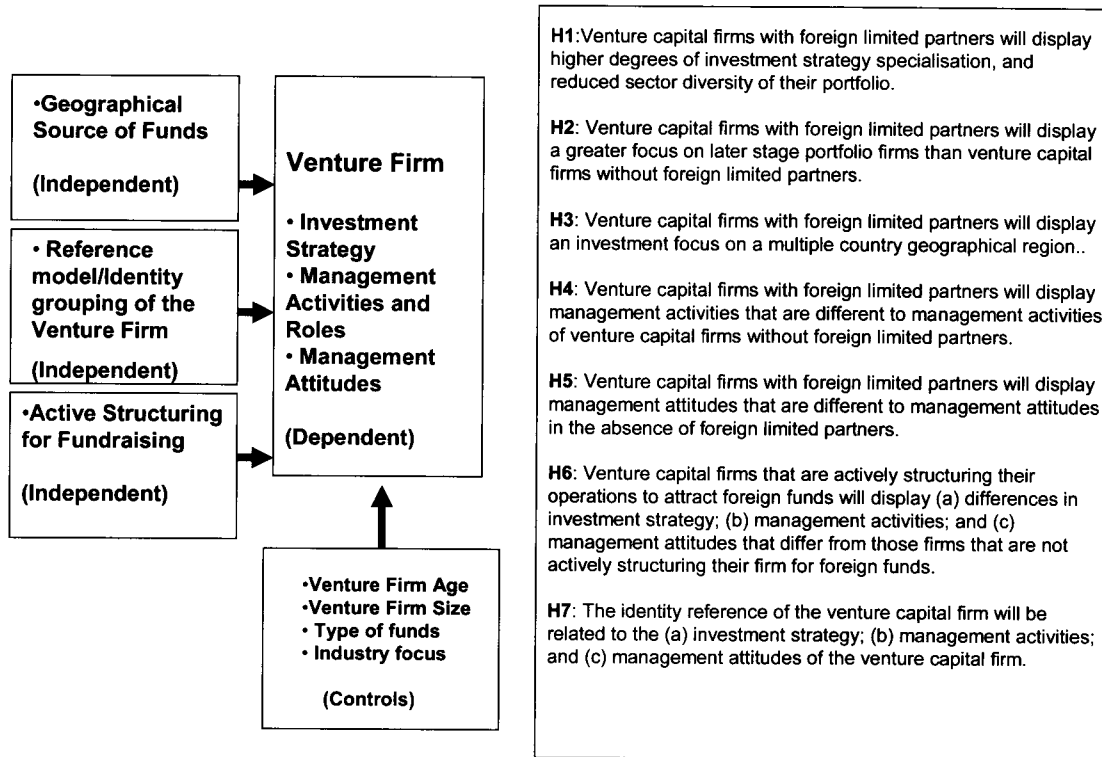 •Geographical
Source of Funds
(Independent)
• Reference
model/Identity
grouping of the
Venture Firm
(Independent)
•Active Structuring
for Fundraising
(Independent)
Venture Firm
• Investment
Strategy
• Management
Activities and
Roles
• Management
Attitudes
(Dependent)
•Venture Firm Age
•Venture Firm Size
• Type of funds
• Industry focus
(Controls)
H1:Venture capital firms with foreign limited partners will display
higher degrees of investment strategy specialisation, and
reduced sector diversity of their portfolio.
H2: Venture capital firms with foreign limited partners will display
a greater focus on later stage portfolio firms than venture capital
firms without foreign limited partners.
H3: Venture capital firms with foreign limited partners will display
an investment focus on a multiple country geographical region..
H4: Venture capital firms with foreign limited partners will display
management activities that are different to management activities
of venture capital firms without foreign limited partners.
H5: Venture capital firms with foreign limited partners will display
management attitudes that are different to management attitudes
in the absence of foreign limited partners.
H6: Venture capital firms that are actively structuring their
operations to attract foreign funds will display (a) differences in
investment strategy; (b) management activities; and (c)
management attitudes that differ from those firms that are not
actively structuring their firm for foreign funds.
H7: The identity reference of the venture capital firm will be
related to the (a) investment strategy; (b) management activities;
and (c) management attitudes of the venture capital firm.